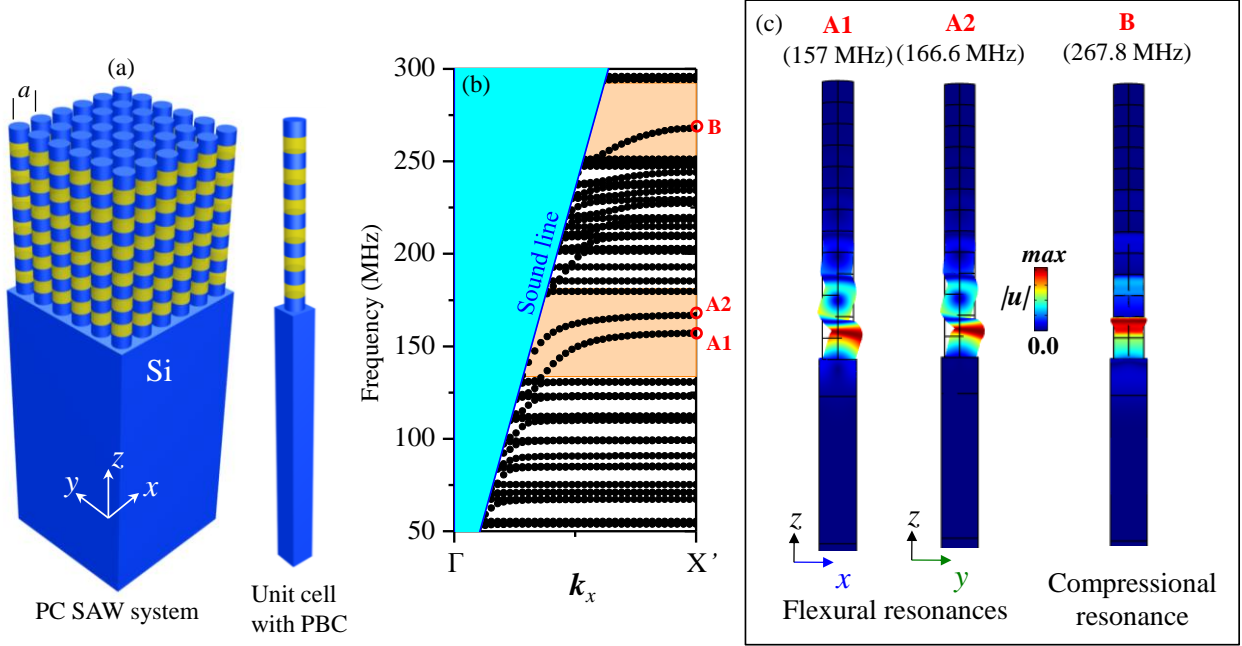 (a)
a
Si
z
y
x
PC SAW system
Unit cell
with PBC
(b)
300
250
200
150
100
50
Frequency (MHz)
Sound line
B
A2
A1
Γ
X’
kₓ
(c)
A1
(157 MHz)
A2
(166.6 MHz)
B
(267.8 MHz)
max
|u|
0.0
z
x
z
y
Flexural resonances
Compressional
resonance